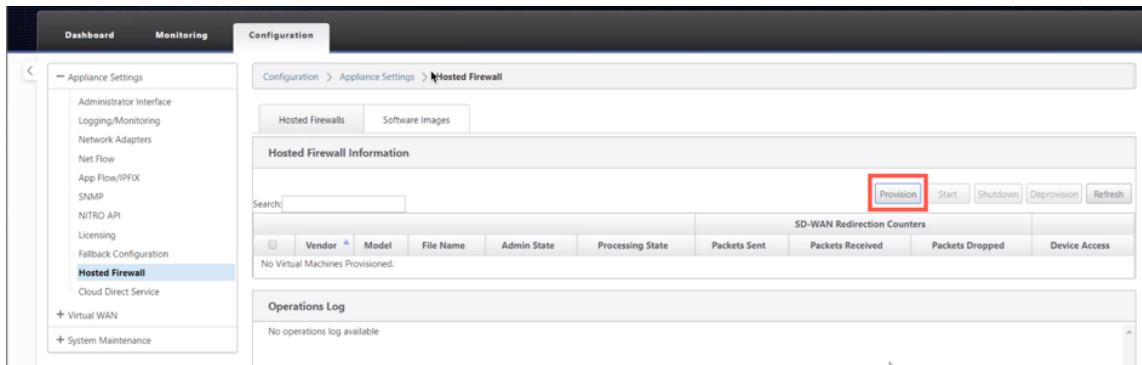 Dashboard Monitoring Configuration
Appliance Settings
Administrator Interface
Logging/Monitoring
Network Adapters
Net Flow
App Flow/IPFIX
SNMP
NITRO API
Licensing
Fallback Configuration
Hosted Firewall
Cloud Direct Service
Virtual WAN
System Maintenance
Configuration > Appliance Settings > Hosted Firewall
Hosted Firewalls Software Images
Hosted Firewall Information
Provision Start Shutdown Deprovision Refresh
Search:
SD-WAN Redirection Counters
Vendor Model File Name Admin State Processing State Packets Sent Packets Received Packets Dropped Device Access
No Virtual Machines Provisioned.
Operations Log
No operations log available